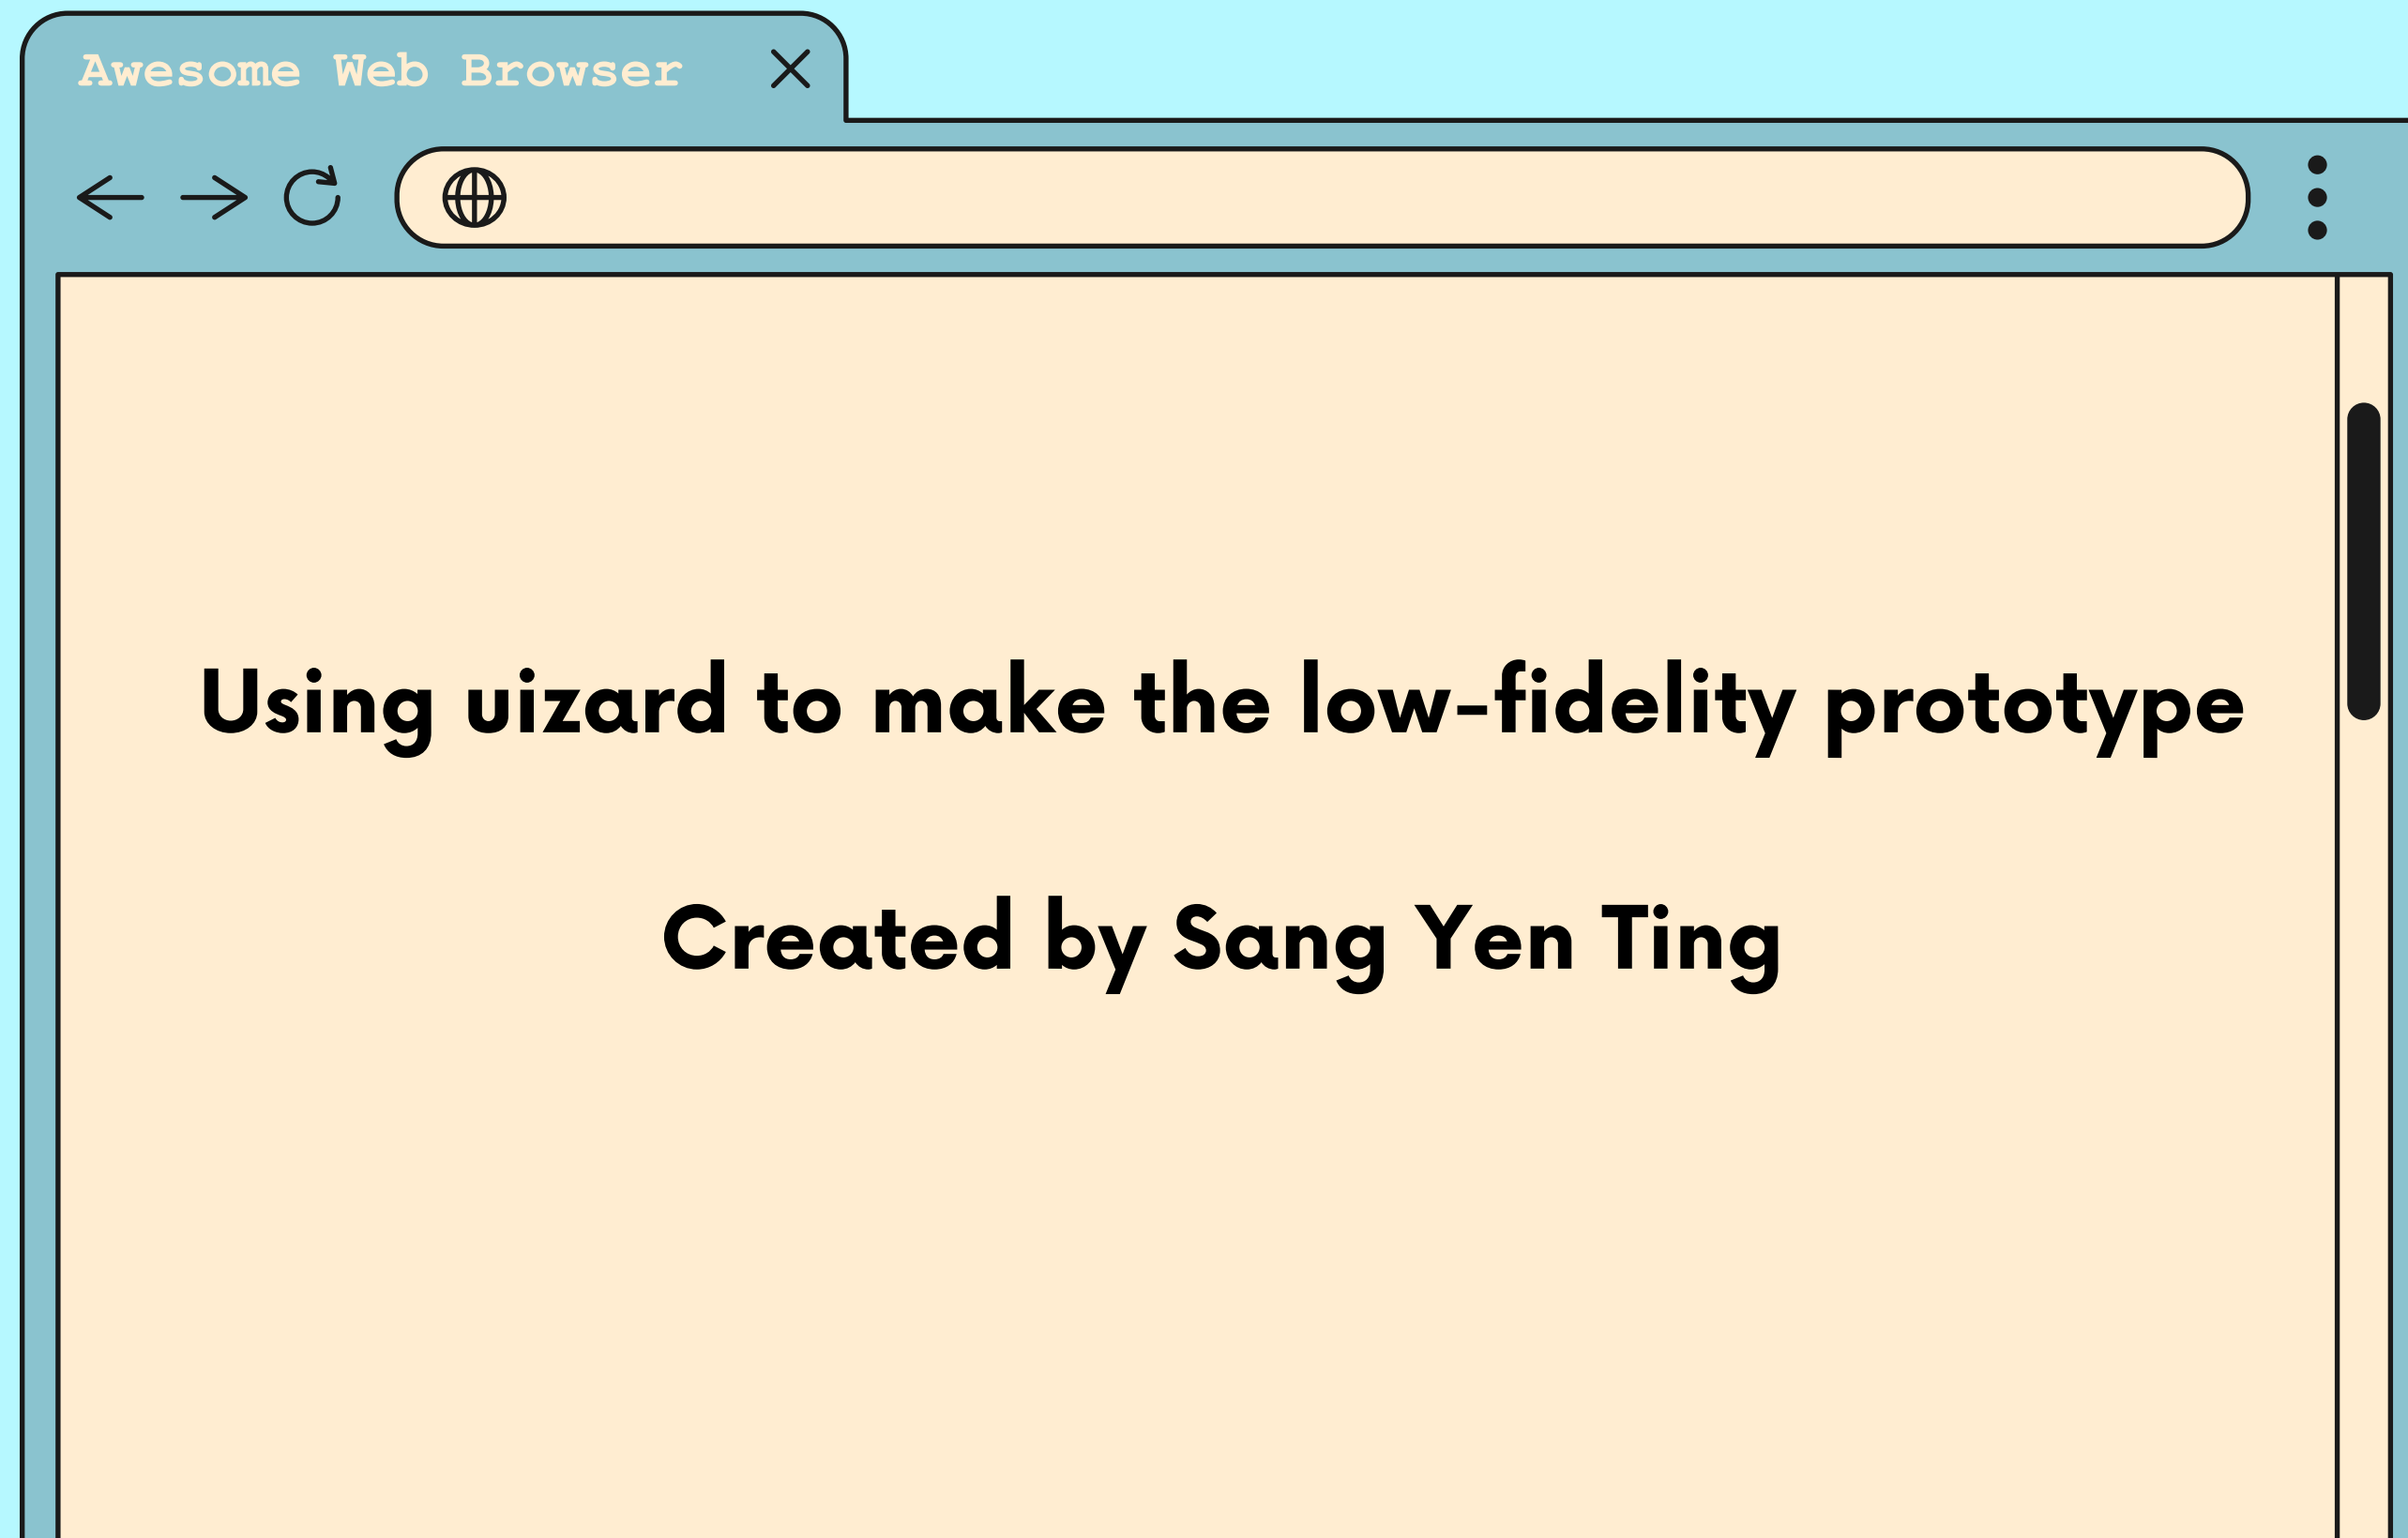 Awesome Web Browser
Using uizard to make the low-fidelity prototype
Created by Sang Yen Ting